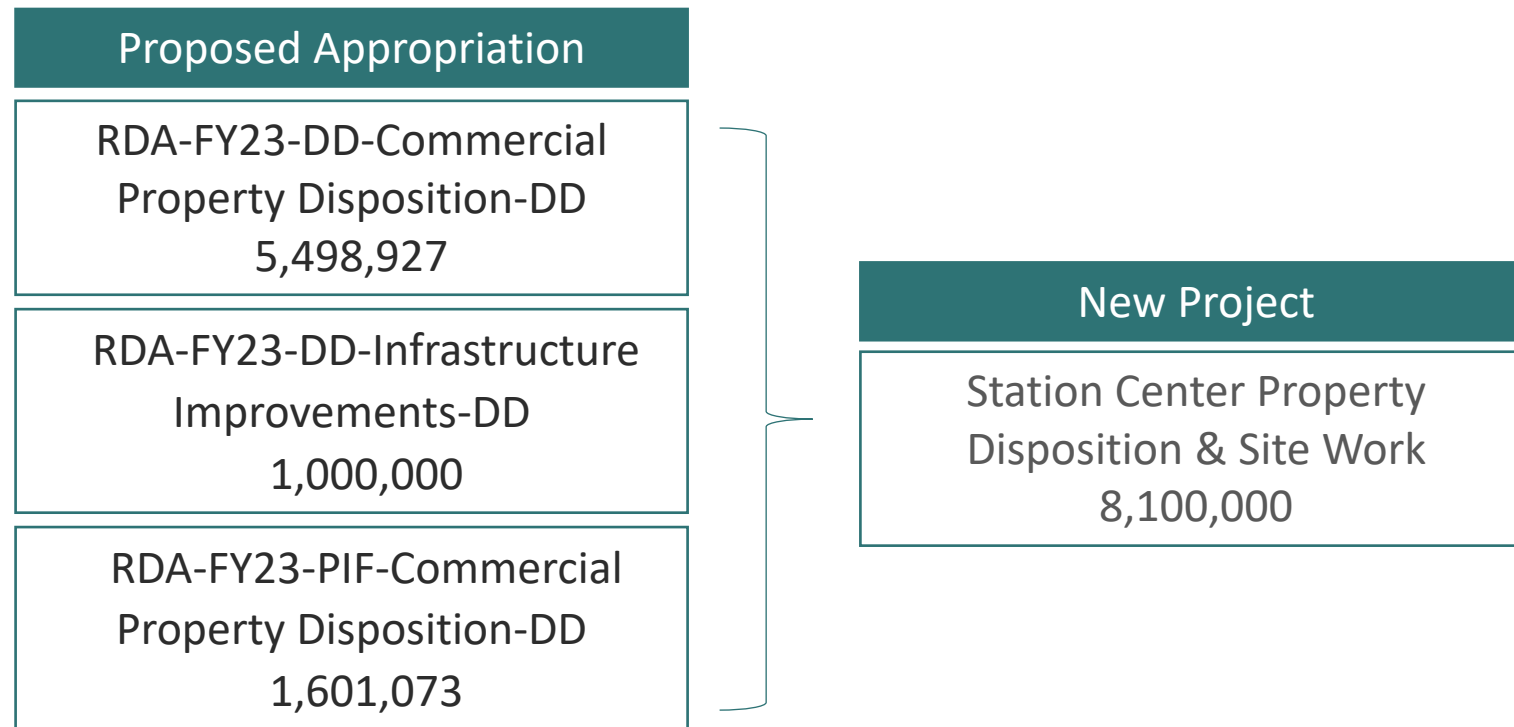 Proposed Appropriation
RDA-FY23-DD-Commercial
Property Disposition-DD
5,498,927
RDA-FY23-DD-Infrastructure
Improvements-DD
1,000,000
RDA-FY23-PIF-Commercial
Property Disposition-DD
1,601,073
New Project
Station Center Property
Disposition & Site Work
8,100,000